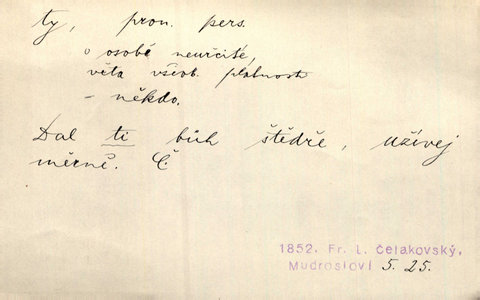 ty, pron. pers.
o osobě neurčité,
věta všeob. platnosti
– někdo.
Dal ti bůh štědře, užívej
měrně. Č
1852. Fr. L. Čelakovský,
Mudrosloví 5. 25.